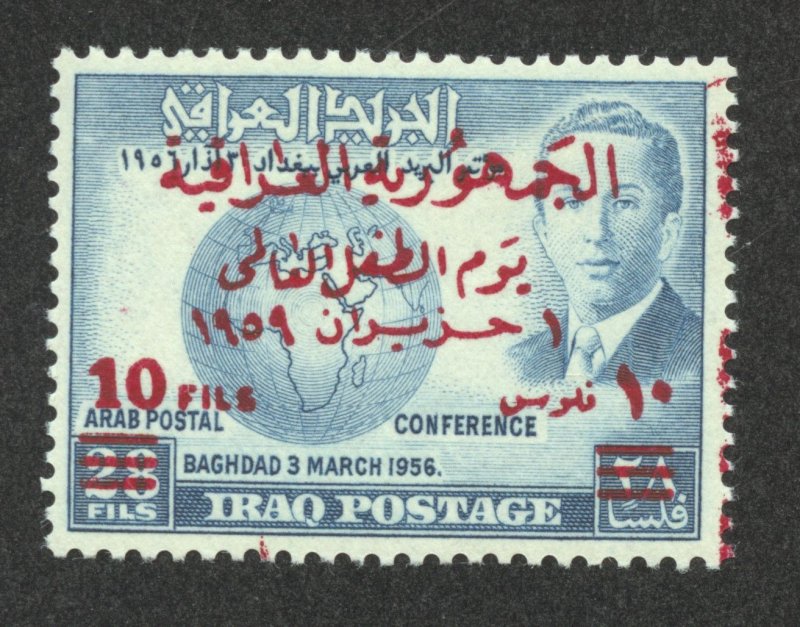 البريد العراقي
مؤتمر البريد العربي ببغداد ٣ اذار ١٩٥٦
الجمهورية العراقية
يوم الطفل العالمي
١ حزيران ١٩٥٩
10 FILS
١٠ فلوس
ARAB POSTAL CONFERENCE
BAGHDAD 3 MARCH 1956.
28 FILS
IRAQ POSTAGE
٢٨ فلسا